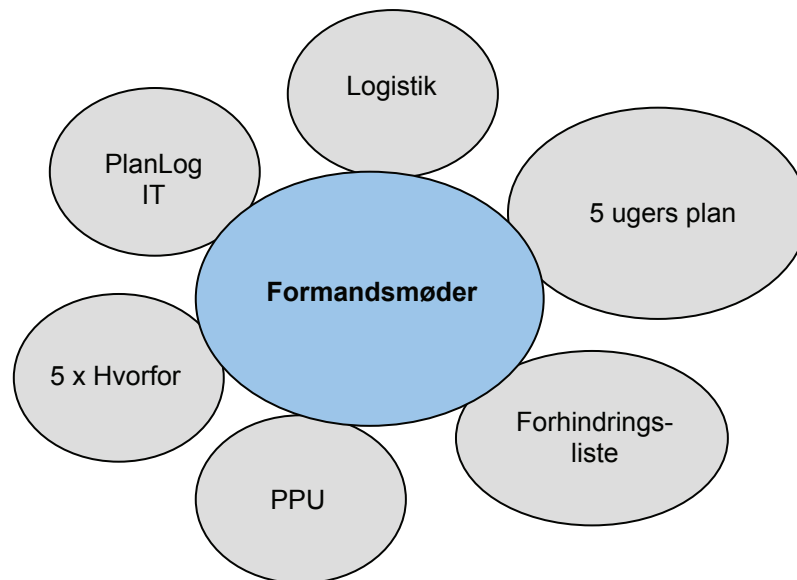 Logistik
PlanLog
IT
5 ugers plan
Formandsmøder
5 x Hvorfor
Forhindrings-
liste
PPU